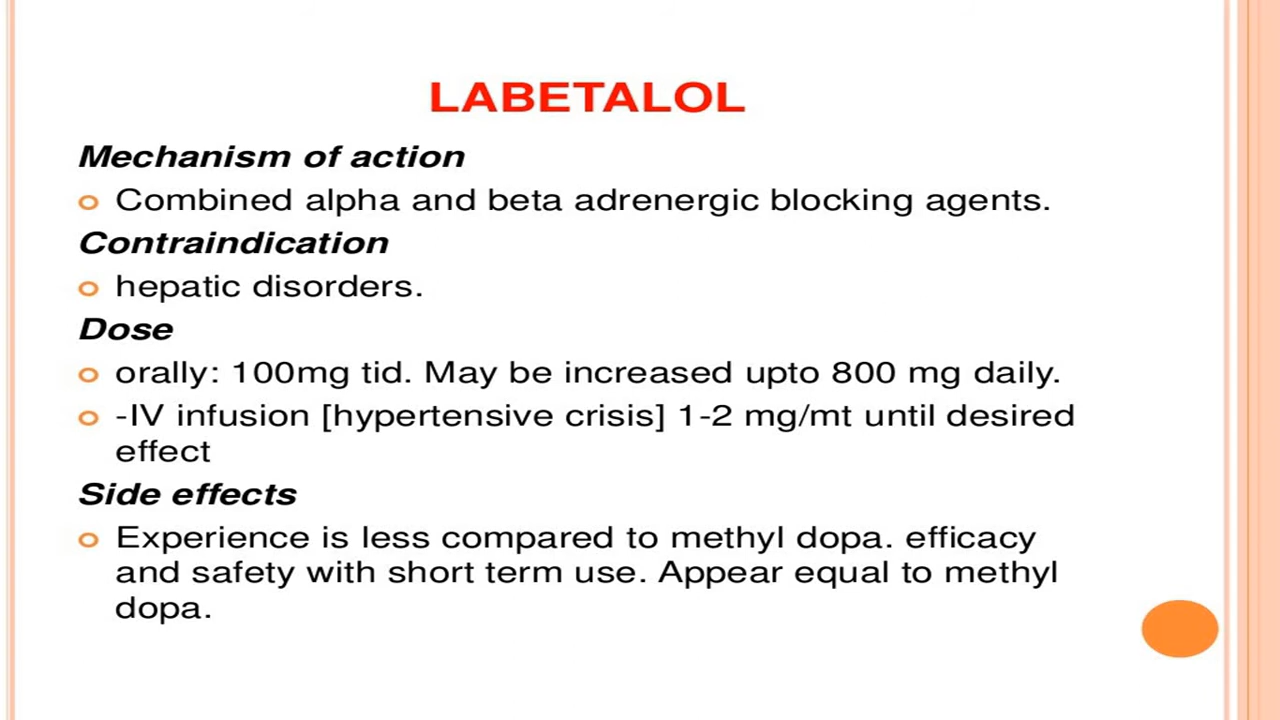 LABETALOL
Mechanism of action
Combined alpha and beta adrenergic blocking agents.
Contraindication
hepatic disorders.
Dose
orally: 100mg tid. May be increased upto 800 mg daily.
-IV infusion [hypertensive crisis] 1-2 mg/mt until desired
effect
Side effects
Experience is less compared to methyl dopa. efficacy
and safety with short term use. Appear equal to methyl
dopa.